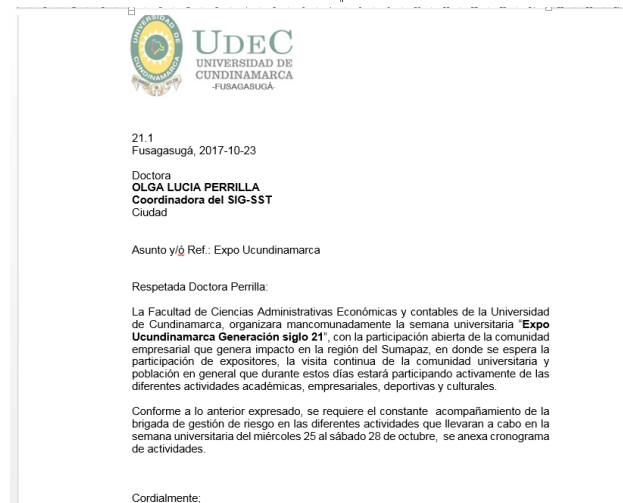 UNIVERSIDAD DE
CUNDINAMARCA
UDEC
UNIVERSIDAD DE
CUNDINAMARCA
-FUSAGASUGÁ-
21.1
Fusagasugá, 2017-10-23
Doctora
OLGA LUCIA PERRILLA
Coordinadora del SIG-SST
Ciudad
Asunto y/ó Ref.: Expo Ucundinamarca
Respetada Doctora Perrilla:
La Facultad de Ciencias Administrativas Económicas y contables de la Universidad
de Cundinamarca, organizara mancomunadamente la semana universitaria “Expo
Ucundinamarca Generación siglo 21”, con la participación abierta de la comunidad
empresarial que genera impacto en la región del Sumapaz, en donde se espera la
participación de expositores, la visita continua de la comunidad universitaria y
población en general que durante estos días estará participando activamente de las
diferentes actividades académicas, empresariales, deportivas y culturales.
Conforme a lo anterior expresado, se requiere el constante acompañamiento de la
brigada de gestión de riesgo en las diferentes actividades que llevaran a cabo en la
semana universitaria del miércoles 25 al sábado 28 de octubre, se anexa cronograma
de actividades.
Cordialmente;